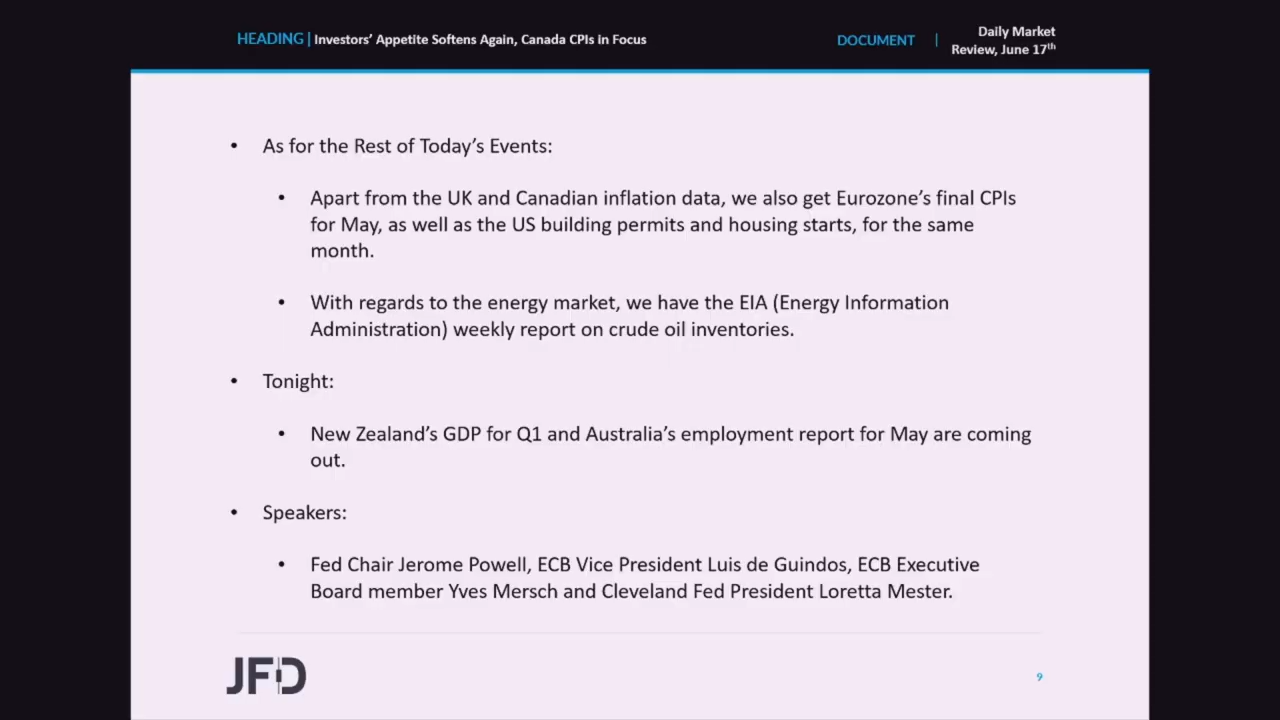 HEADING | Investors' Appetite Softens Again, Canada CPIs in Focus
DOCUMENT | Daily Market
Review, June 17th
• As for the Rest of Today's Events:
• Apart from the UK and Canadian inflation data, we also get Eurozone's final CPIs
for May, as well as the US building permits and housing starts, for the same
month.
• With regards to the energy market, we have the EIA (Energy Information
Administration) weekly report on crude oil inventories.
• Tonight:
• New Zealand's GDP for Q1 and Australia's employment report for May are coming
out.
• Speakers:
• Fed Chair Jerome Powell, ECB Vice President Luis de Guindos, ECB Executive
Board member Yves Mersch and Cleveland Fed President Loretta Mester.
JFD
9